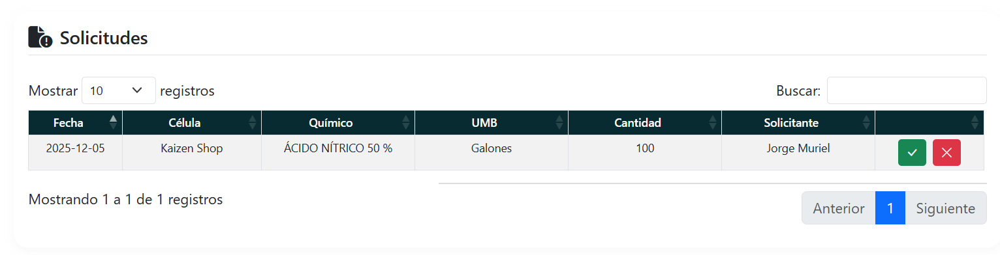 Solicitudes
Mostrar 10 registros Buscar:
Fecha Célula Químico UMB Cantidad Solicitante
2025-12-05 Kaizen Shop ÁCIDO NÍTRICO 50 % Galones 100 Jorge Muriel
Mostrando 1 a 1 de 1 registros
Anterior 1 Siguiente